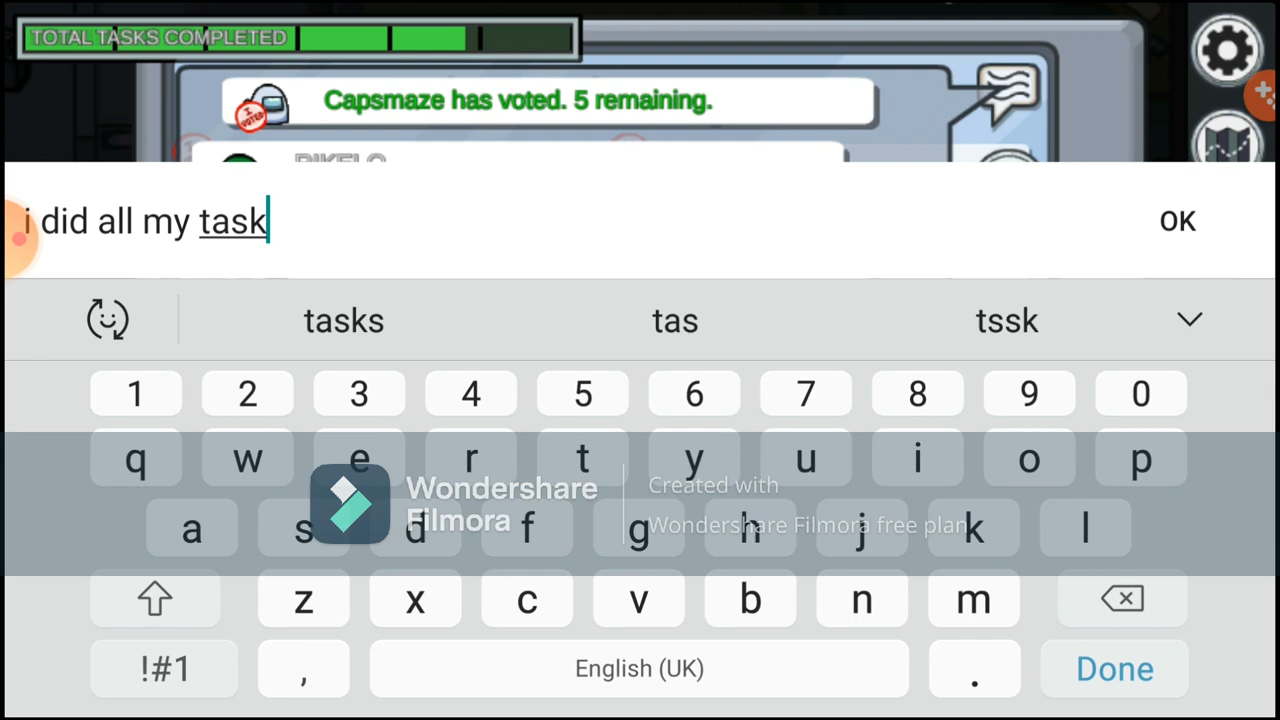 TOTAL TASKS COMPLETED
Capsmaze has voted. 5 remaining.
I VOTED
i did all my task
OK
tasks tas tssk
1 2 3 4 5 6 7 8 9 0
q w e r t y u i o p
Wondershare Filmora
Created with
Wondershare Filmora free plan
a s d f g h j k l
z x c v b n m
!#1 , English (UK) . Done